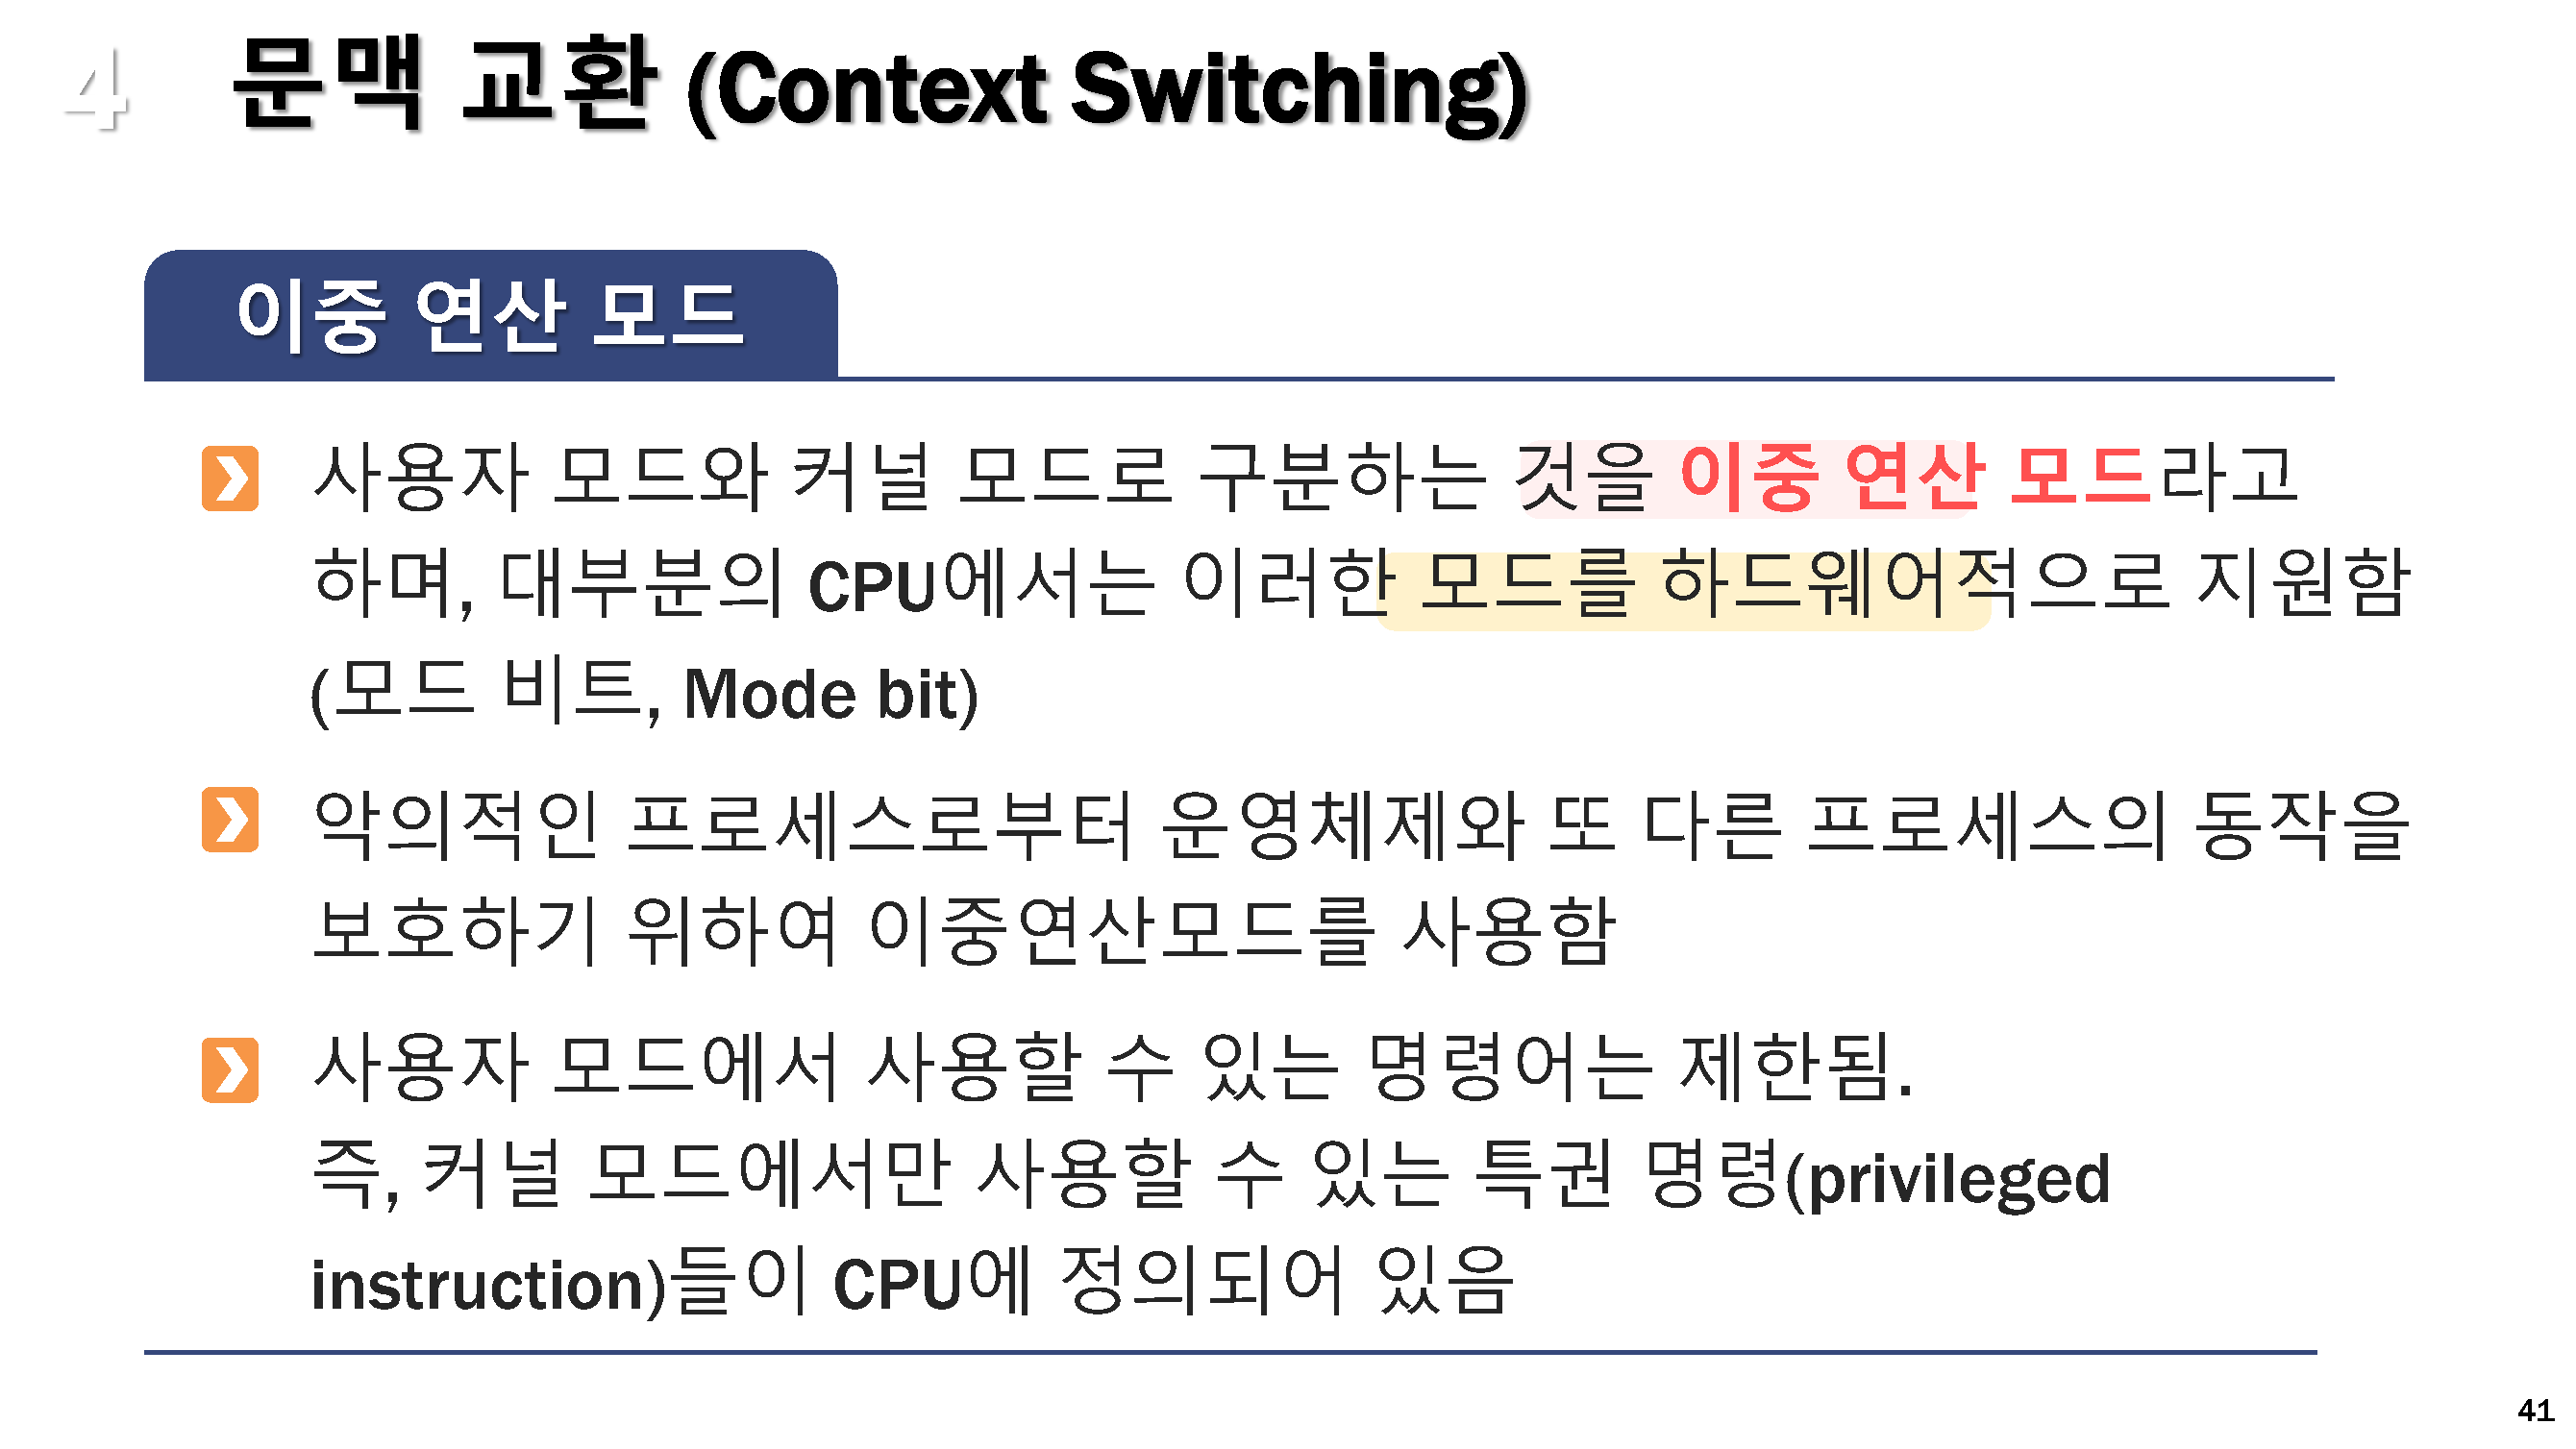 4 문맥 교환 (Context Switching)
이중 연산 모드
사용자 모드와 커널 모드로 구분하는 것을 이중 연산 모드라고
하며, 대부분의 CPU에서는 이러한 모드를 하드웨어적으로 지원함
(모드 비트, Mode bit)
악의적인 프로세스로부터 운영체제와 또 다른 프로세스의 동작을
보호하기 위하여 이중연산모드를 사용함
사용자 모드에서 사용할 수 있는 명령어는 제한됨.
즉, 커널 모드에서만 사용할 수 있는 특권 명령(privileged
instruction)들이 CPU에 정의되어 있음
41